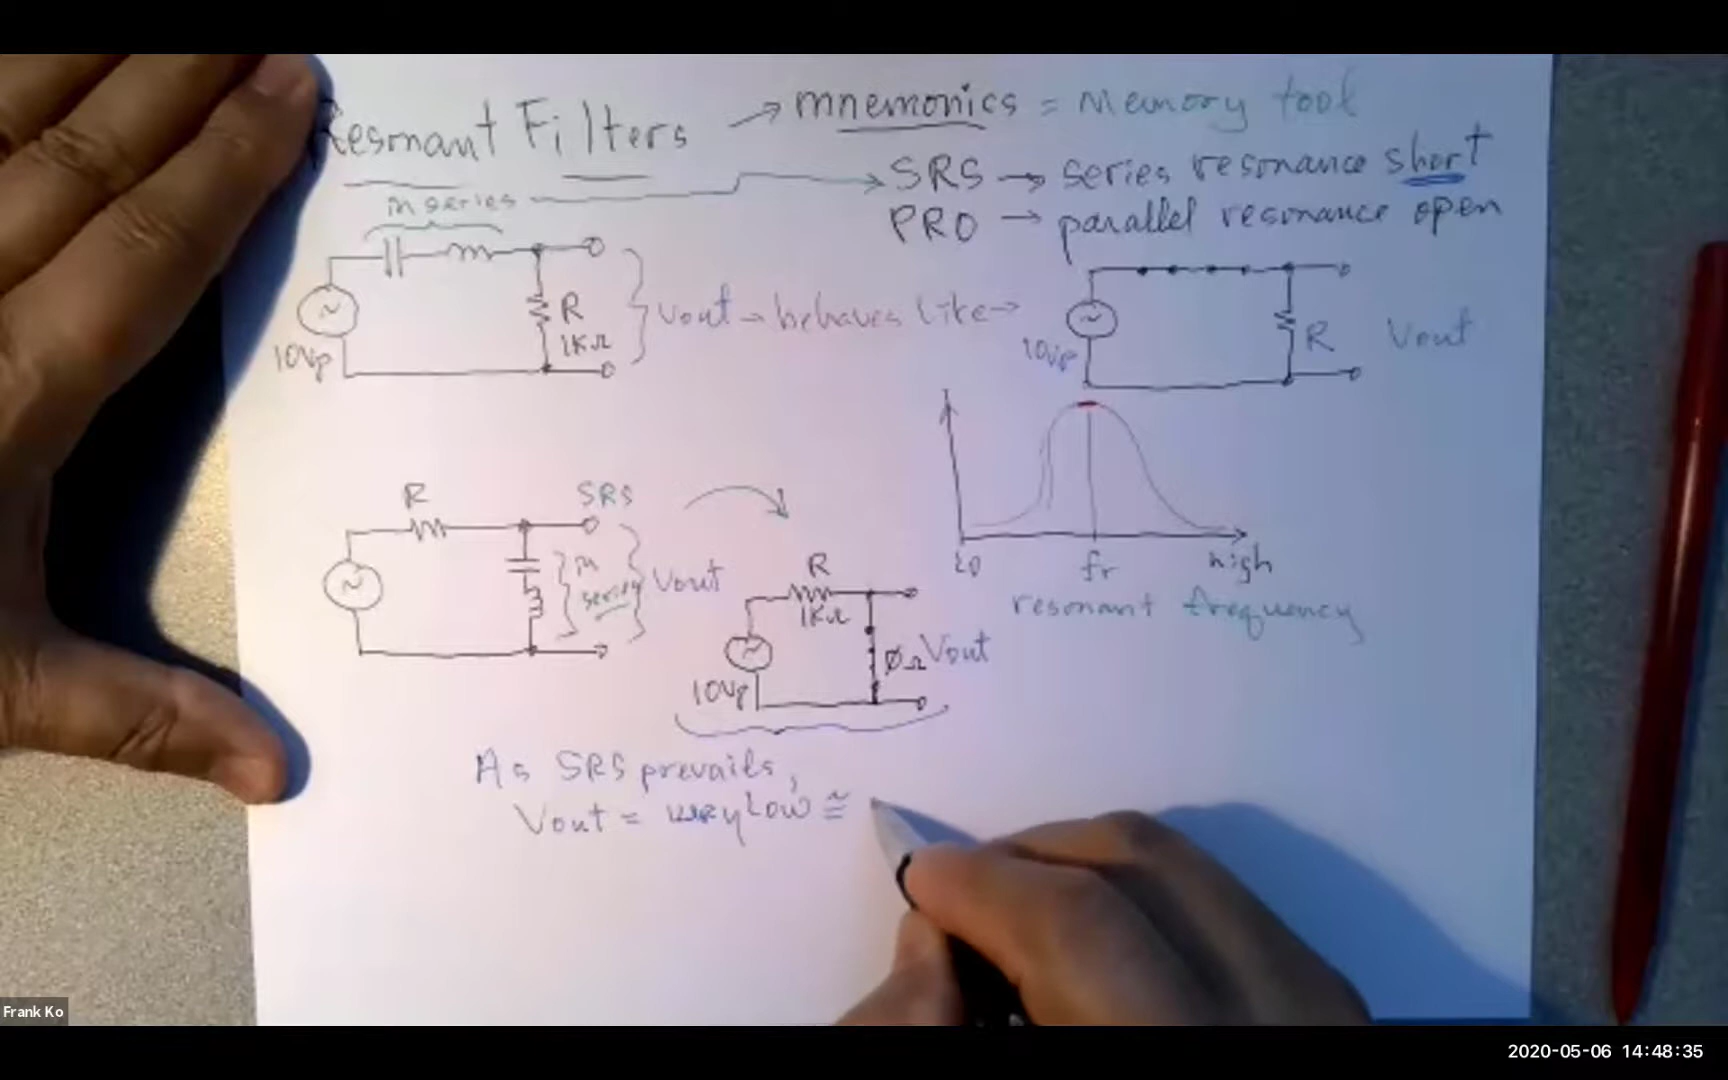 Resonant Filters → mnemonics = Memory tool
SRS → series resonance short
in series
PRO → parallel resonance open
R
1KΩ
10Vp
Vout → behaves like →
10Vp
R
Vout
R
SRS
in
series
Vout
lo
fr
high
resonant frequency
R
1KΩ
10Vp
ØΩ Vout
As SRS prevails,
Vout = very Low ≅
Frank Ko
2020-05-06 14:48:35